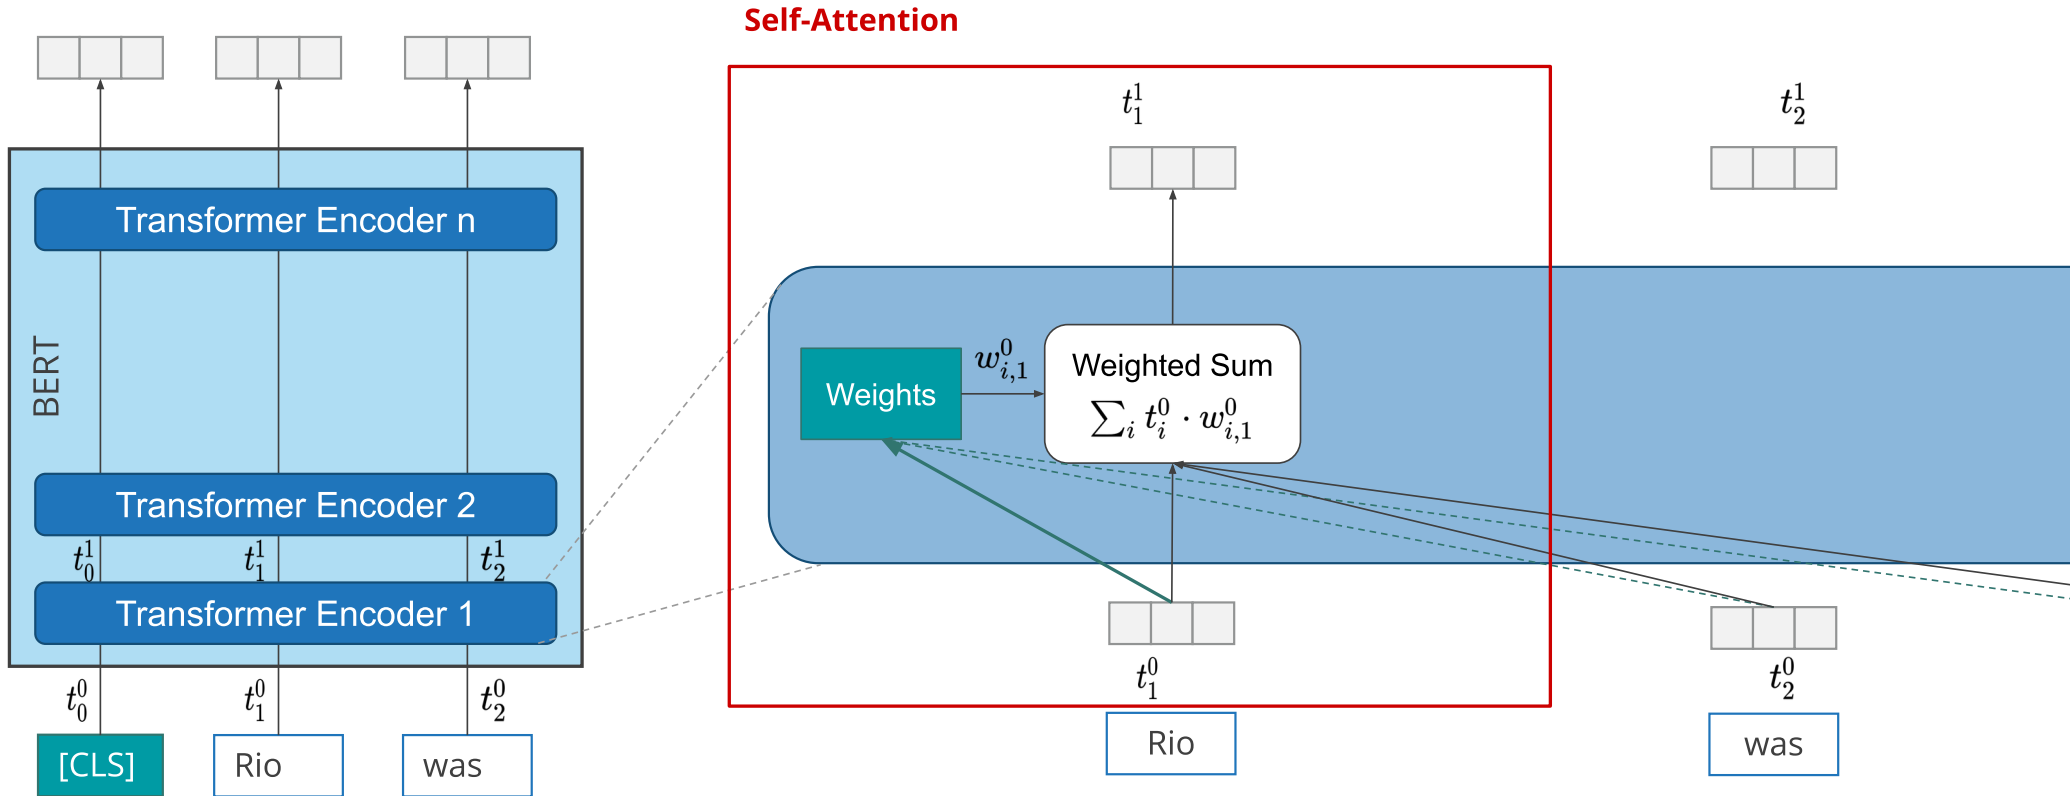 Self-Attention
Transformer Encoder n
BERT
Transformer Encoder 2
t_0^1 t_1^1 t_2^1
Transformer Encoder 1
t_0^0 t_1^0 t_2^0
[CLS] Rio was
t_1^1 t_2^1
Weights
w_{i,1}^0
Weighted Sum
∑_i t_i^0 · w_{i,1}^0
t_1^0 t_2^0
Rio was